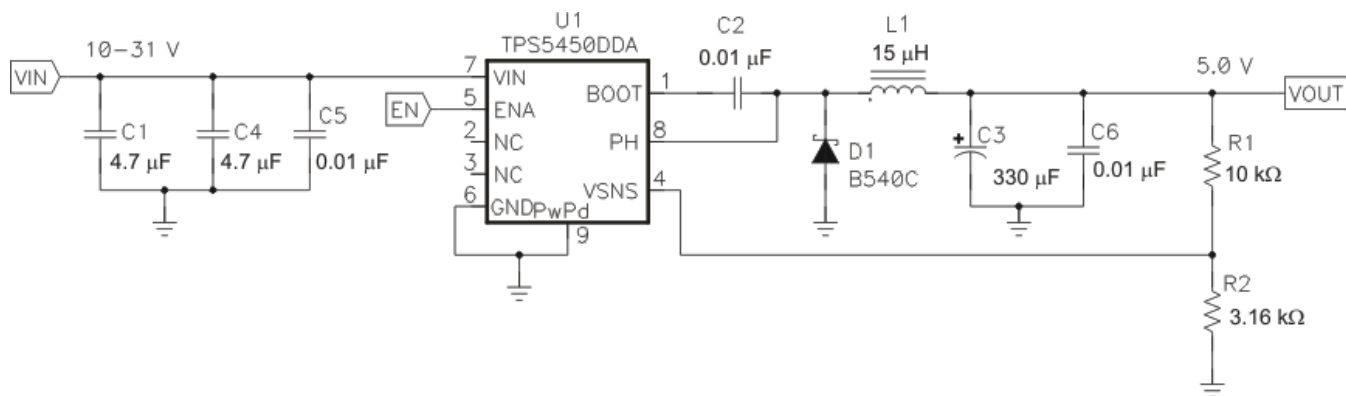 10-31 V
VIN
C1
4.7 µF
C4
4.7 µF
C5
0.01 µF
EN
U1
TPS5450DDA
7
VIN
5
ENA
2
NC
3
NC
6
GND
PwPd
9
BOOT
1
PH
8
VSNS
4
C2
0.01 µF
L1
15 µH
D1
B540C
C3
+
330 µF
C6
0.01 µF
5.0 V
VOUT
R1
10 kΩ
R2
3.16 kΩ